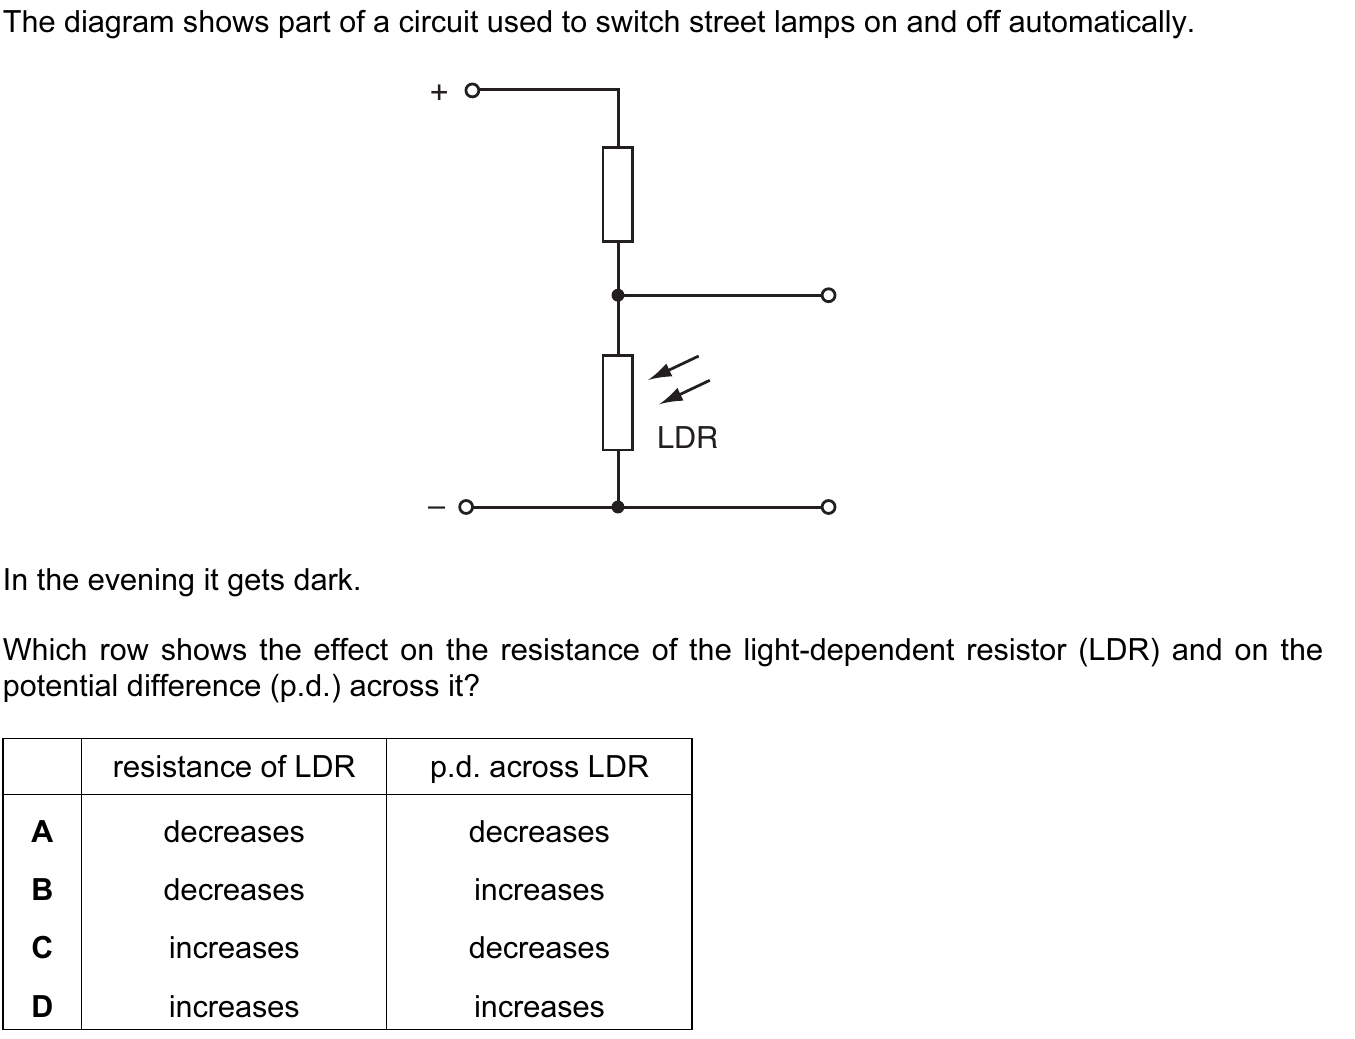 The diagram shows part of a circuit used to switch street lamps on and off automatically.
+
LDR
–
In the evening it gets dark.
Which row shows the effect on the resistance of the light-dependent resistor (LDR) and on the
potential difference (p.d.) across it?
resistance of LDR p.d. across LDR
A decreases decreases
B decreases increases
C increases decreases
D increases increases